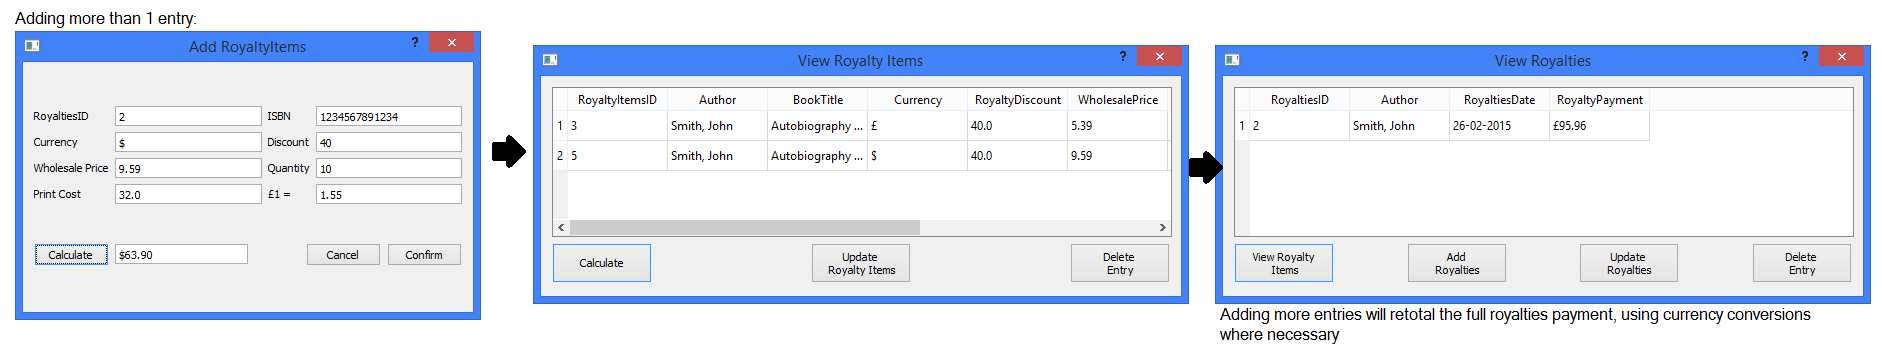 Adding more than 1 entry:
Add RoyaltyItems ?
RoyaltiesID 2 ISBN 1234567891234
Currency $ Discount 40
Wholesale Price 9.59 Quantity 10
Print Cost 32.0 £1 = 1.55
Calculate $63.90 Cancel Confirm
View Royalty Items ?
RoyaltyItemsID Author BookTitle Currency RoyaltyDiscount WholesalePrice
1 3 Smith, John Autobiography ... £ 40.0 5.39
2 5 Smith, John Autobiography ... $ 40.0 9.59
Calculate Update Delete
Royalty Items Entry
View Royalties ?
RoyaltiesID Author RoyaltiesDate RoyaltyPayment
1 2 Smith, John 26-02-2015 £95.96
View Royalty Add Update Delete
Items Royalties Royalties Entry
Adding more entries will retotal the full royalties payment, using currency conversions
where necessary